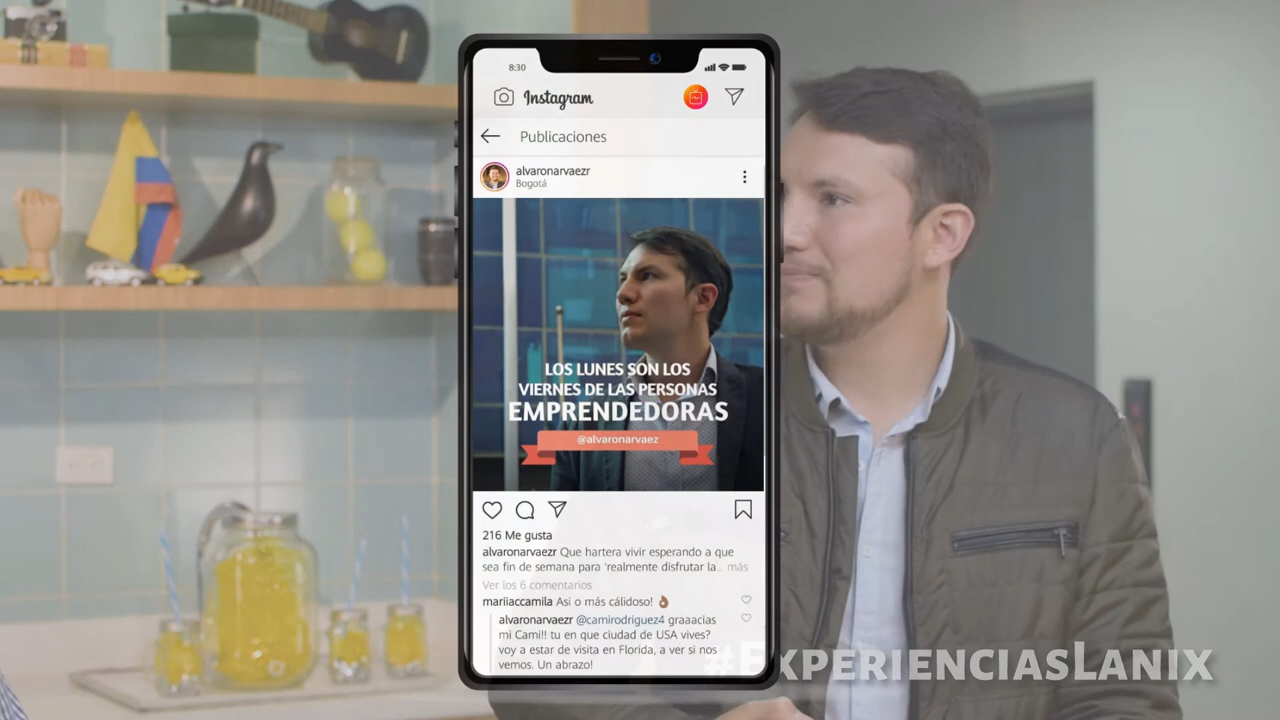 8:30
Instagram
Publicaciones
alvaronarvaezr
Bogotá
LOS LUNES SON LOS
VIERNES DE LAS PERSONAS
EMPRENDEDORAS
@alvaronarvaez
216 Me gusta
alvaronarvaezr Que hartera vivir esperando a que
sea fin de semana para 'realmente disfrutar la... más
Ver los 6 comentarios
mariiaccamila Asi o más cálidoso! 👌🏾
alvaronarvaezr @camirodriguez4 graaacias
mi Cami!! tu en que ciudad de USA vives?
voy a estar de visita en Florida, a ver si nos
vemos. Un abrazo!
#ExperienciasLanix